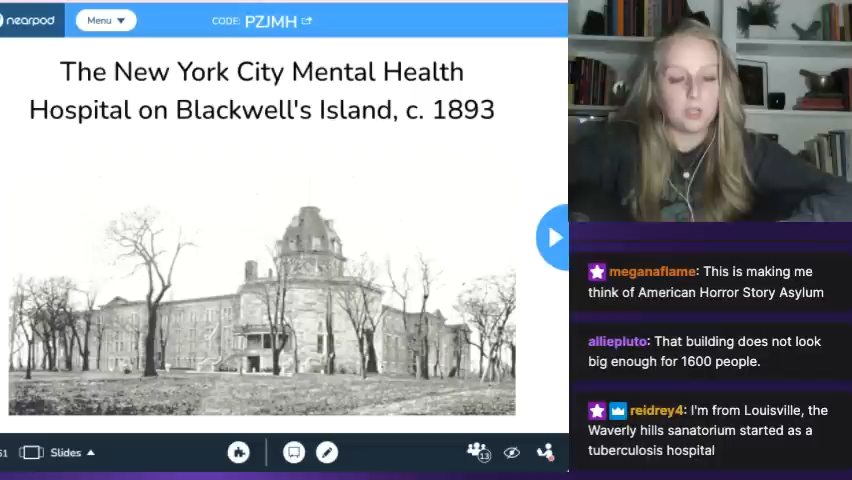 nearpod
Menu
CODE: PZJMH
The New York City Mental Health
Hospital on Blackwell's Island, c. 1893
meganaflame: This is making me
think of American Horror Story Asylum
alliepluto: That building does not look
big enough for 1600 people.
reidrey4: I'm from Louisville, the
Waverly hills sanatorium started as a
tuberculosis hospital
Slides
13